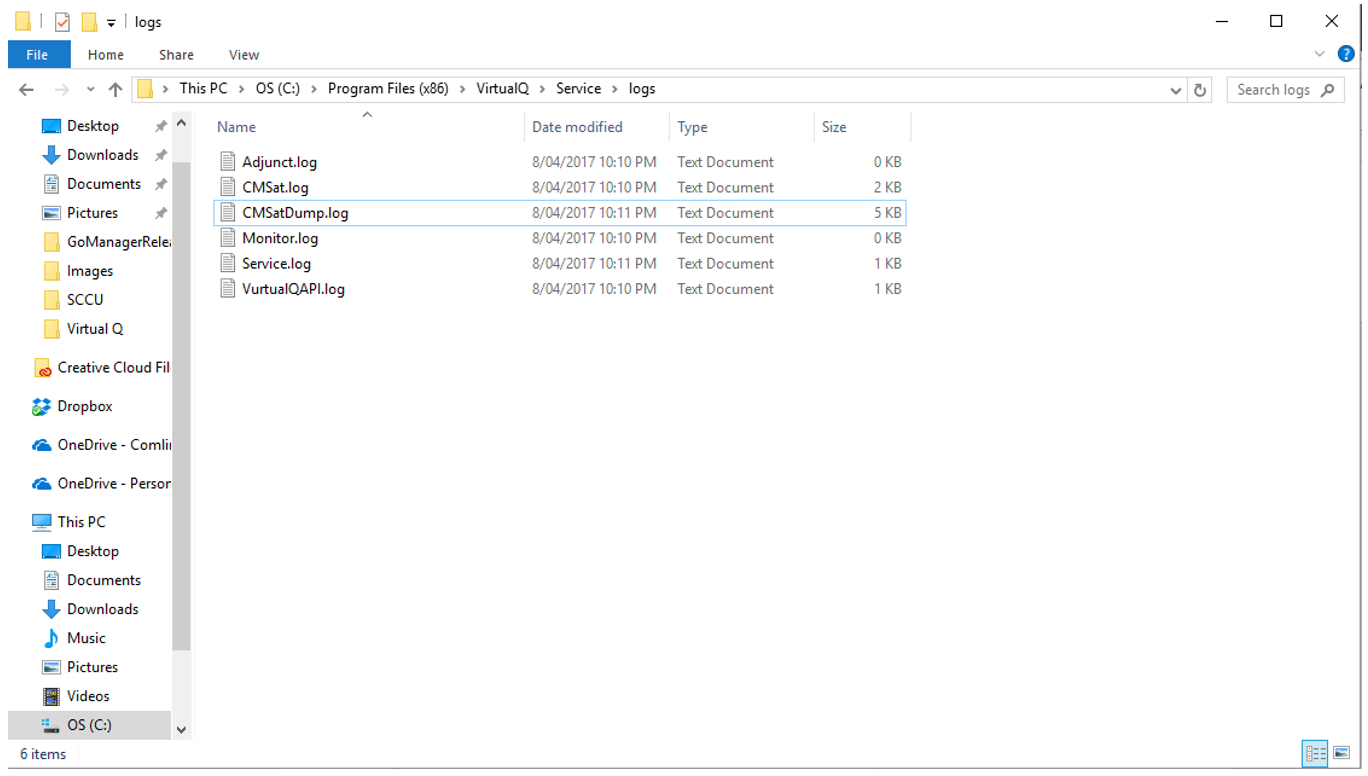 logs
File Home Share View
This PC OS (C:) Program Files (x86) VirtualQ Service logs
Search logs
Desktop
Downloads
Documents
Pictures
GoManagerRelea
Images
SCCU
Virtual Q
Creative Cloud Fil
Dropbox
OneDrive - Comlin
OneDrive - Person
This PC
Desktop
Documents
Downloads
Music
Pictures
Videos
OS (C:)
Name Date modified Type Size
Adjunct.log 8/04/2017 10:10 PM Text Document 0 KB
CMSat.log 8/04/2017 10:10 PM Text Document 2 KB
CMSatDump.log 8/04/2017 10:11 PM Text Document 5 KB
Monitor.log 8/04/2017 10:10 PM Text Document 0 KB
Service.log 8/04/2017 10:11 PM Text Document 1 KB
VurtualQAPI.log 8/04/2017 10:10 PM Text Document 1 KB
6 items